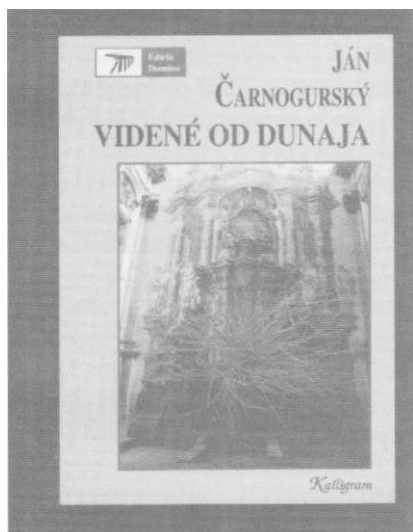 Edícia
Domino
JÁN
ČARNOGURSKÝ
VIDENÉ OD DUNAJA
Kalligram